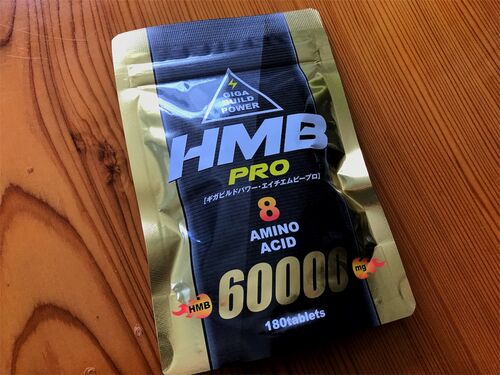 GIGA
BUILD
POWER
HMB
PRO
[ギガビルドパワー・エイチエムビープロ]
8
AMINO
ACID
HMB 60000 mg
180tablets